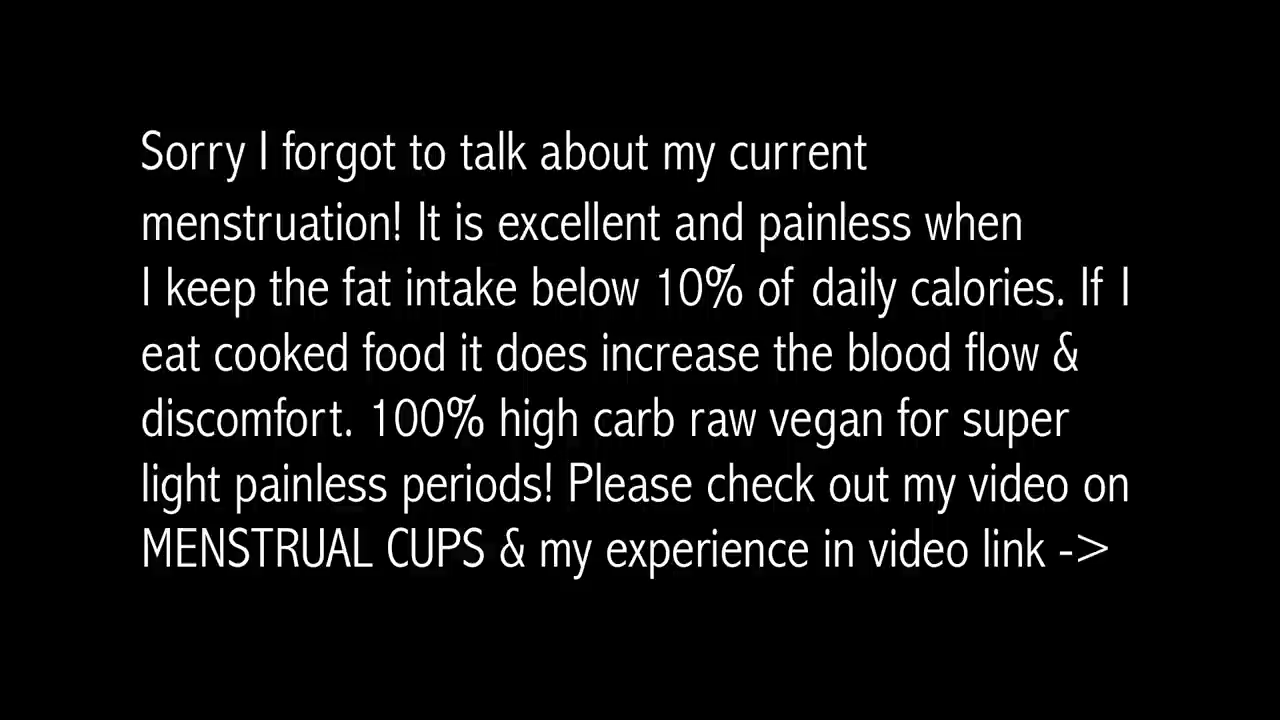 Sorry I forgot to talk about my current
menstruation! It is excellent and painless when
I keep the fat intake below 10% of daily calories. If I
eat cooked food it does increase the blood flow &
discomfort. 100% high carb raw vegan for super
light painless periods! Please check out my video on
MENSTRUAL CUPS & my experience in video link ->